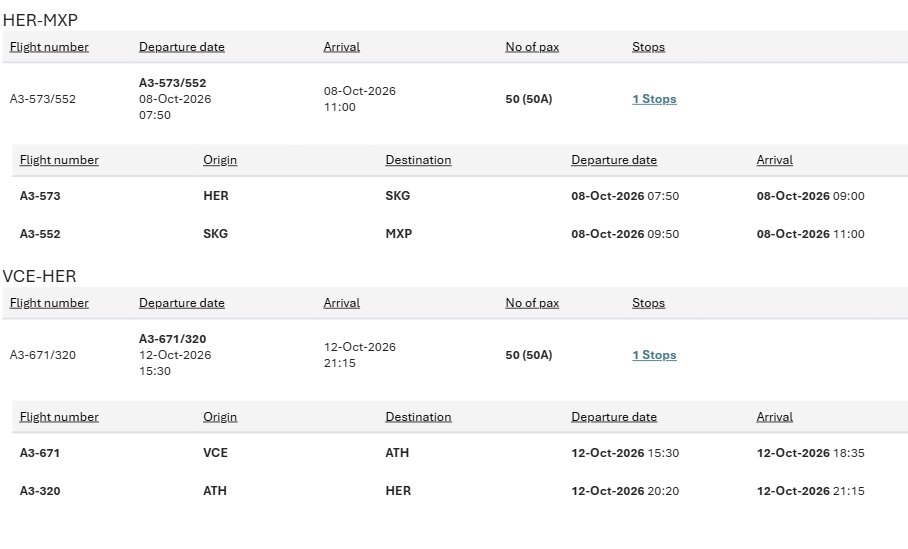 HER-MXP
Flight number Departure date Arrival No of pax Stops
A3-573/552
A3-573/552
08-Oct-2026
07:50
08-Oct-2026
11:00
50 (50A)
1 Stops
Flight number Origin Destination Departure date Arrival
A3-573 HER SKG 08-Oct-2026 07:50 08-Oct-2026 09:00
A3-552 SKG MXP 08-Oct-2026 09:50 08-Oct-2026 11:00
VCE-HER
Flight number Departure date Arrival No of pax Stops
A3-671/320
A3-671/320
12-Oct-2026
15:30
12-Oct-2026
21:15
50 (50A)
1 Stops
Flight number Origin Destination Departure date Arrival
A3-671 VCE ATH 12-Oct-2026 15:30 12-Oct-2026 18:35
A3-320 ATH HER 12-Oct-2026 20:20 12-Oct-2026 21:15